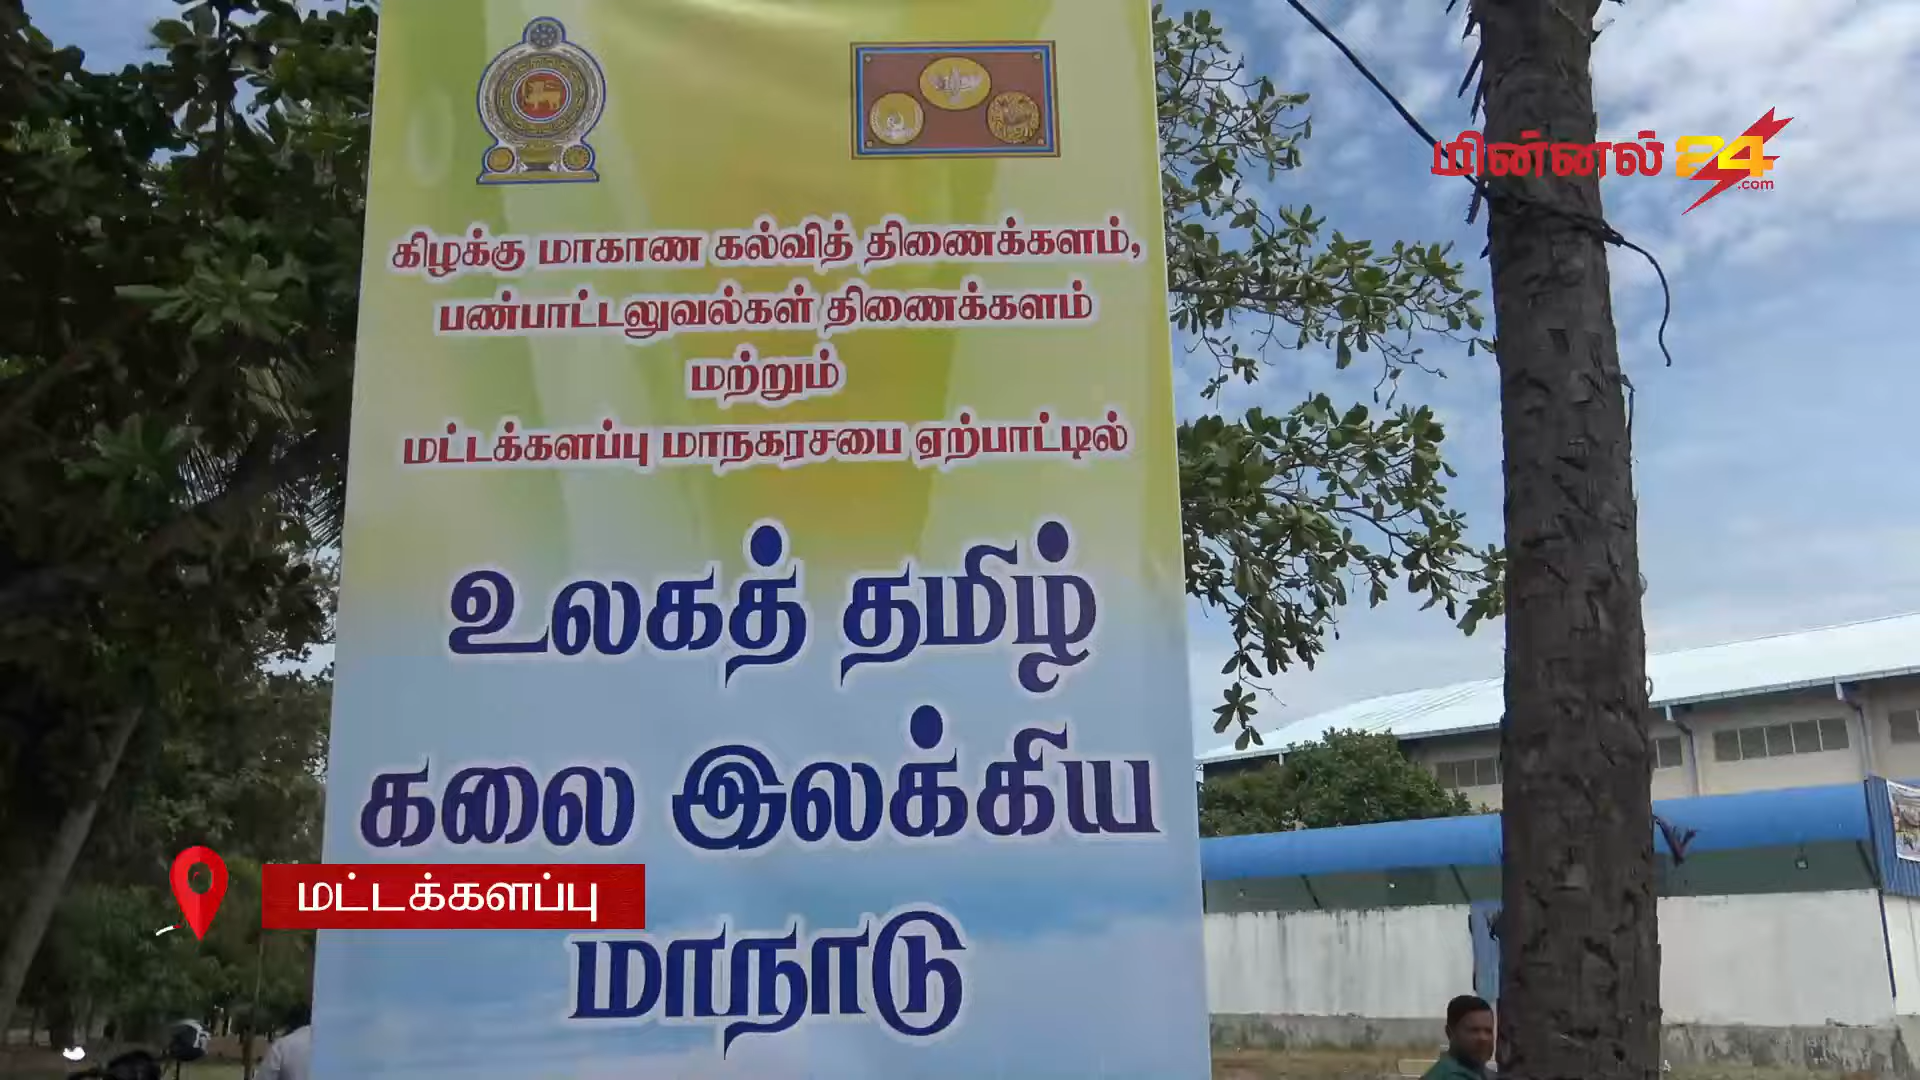 மின்னல் 24
.com
கிழக்கு மாகாண கல்வித் திணைக்களம்,
பண்பாட்டலுவல்கள் திணைக்களம்
மற்றும்
மட்டக்களப்பு மாநகரசபை ஏற்பாட்டில்
உலகத் தமிழ்
கலை இலக்கிய
மாநாடு
மட்டக்களப்பு